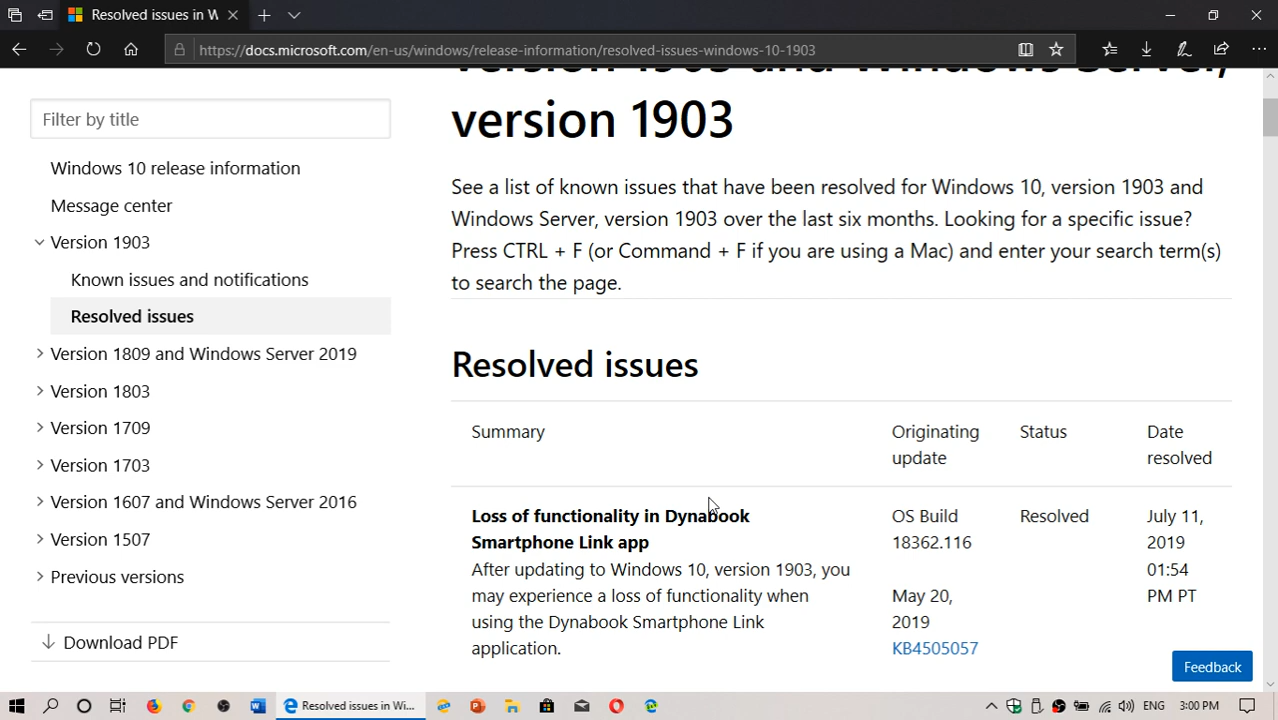 Resolved issues in W
https://docs.microsoft.com/en-us/windows/release-information/resolved-issues-windows-10-1903
Filter by title
Windows 10 release information
Message center
Version 1903
Known issues and notifications
Resolved issues
Version 1809 and Windows Server 2019
Version 1803
Version 1709
Version 1703
Version 1607 and Windows Server 2016
Version 1507
Previous versions
Download PDF
version 1903 and Windows Server,
version 1903
See a list of known issues that have been resolved for Windows 10, version 1903 and
Windows Server, version 1903 over the last six months. Looking for a specific issue?
Press CTRL + F (or Command + F if you are using a Mac) and enter your search term(s)
to search the page.
Resolved issues
Summary
Originating
update
Status
Date
resolved
Loss of functionality in Dynabook
Smartphone Link app
After updating to Windows 10, version 1903, you
may experience a loss of functionality when
using the Dynabook Smartphone Link
application.
OS Build
18362.116
May 20,
2019
KB4505057
Resolved
July 11,
2019
01:54
PM PT
Feedback
Resolved issues in Wi...
ENG
3:00 PM